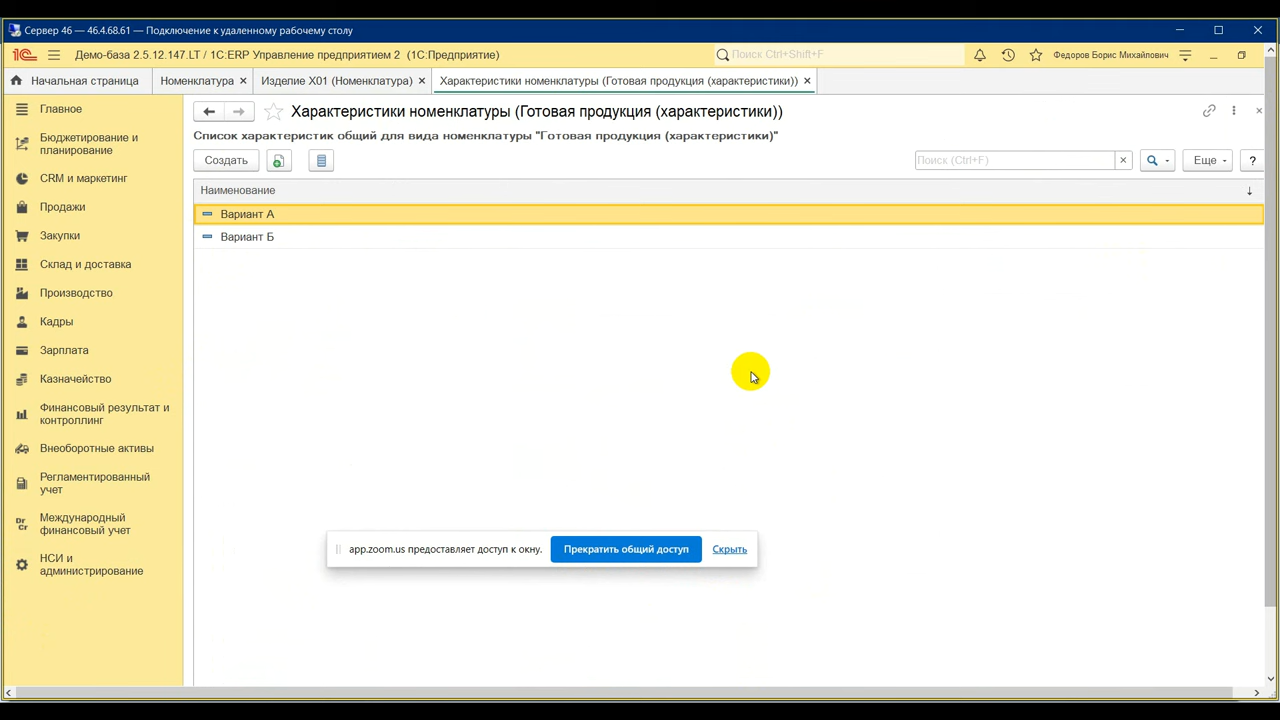 Сервер 46 — 46.4.68.61 — Подключение к удаленному рабочему столу
1С Демо-база 2.5.12.147.LT / 1С:ERP Управление предприятием 2 (1С:Предприятие)
Поиск Ctrl+Shift+F
Федоров Борис Михайлович
Начальная страница
Номенклатура
Изделие X01 (Номенклатура)
Характеристики номенклатуры (Готовая продукция (характеристики))
Главное
Бюджетирование и
планирование
CRM и маркетинг
Продажи
Закупки
Склад и доставка
Производство
Кадры
Зарплата
Казначейство
Финансовый результат и
контроллинг
Внеоборотные активы
Регламентированный
учет
Dr
Cr
Международный
финансовый учет
НСИ и
администрирование
Характеристики номенклатуры (Готовая продукция (характеристики))
Список характеристик общий для вида номенклатуры "Готовая продукция (характеристики)"
Создать
Поиск (Ctrl+F)
Еще
?
Наименование
Вариант А
Вариант Б
app.zoom.us предоставляет доступ к окну.
Прекратить общий доступ
Скрыть